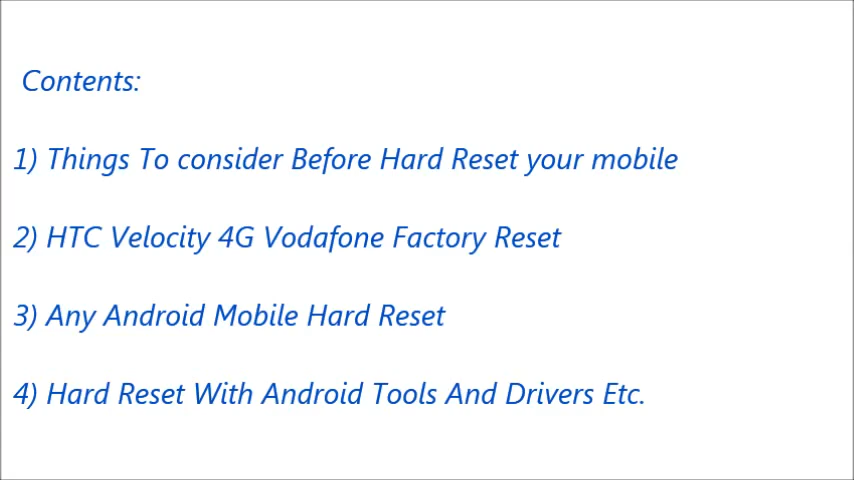 Contents:
1) Things To consider Before Hard Reset your mobile
2) HTC Velocity 4G Vodafone Factory Reset
3) Any Android Mobile Hard Reset
4) Hard Reset With Android Tools And Drivers Etc.